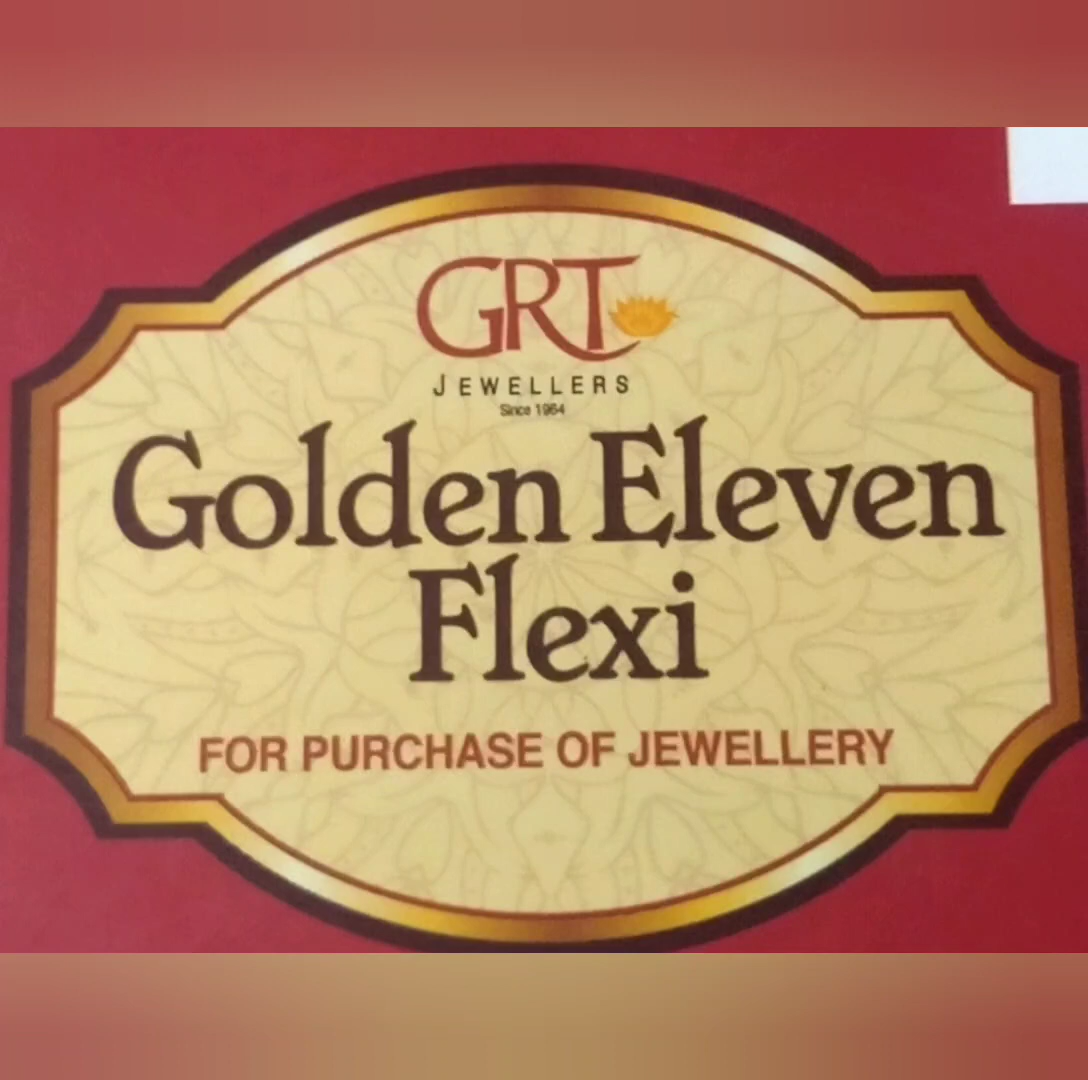 GRT
JEWELLERS
Since 1964
Golden Eleven
Flexi
FOR PURCHASE OF JEWELLERY